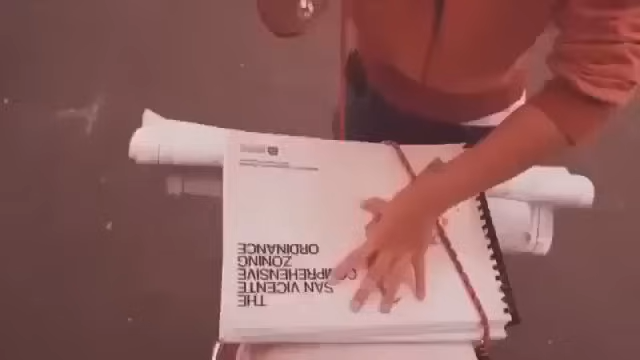 THE
SAN VICENTE
COMPREHENSIVE
ZONING
ORDINANCE